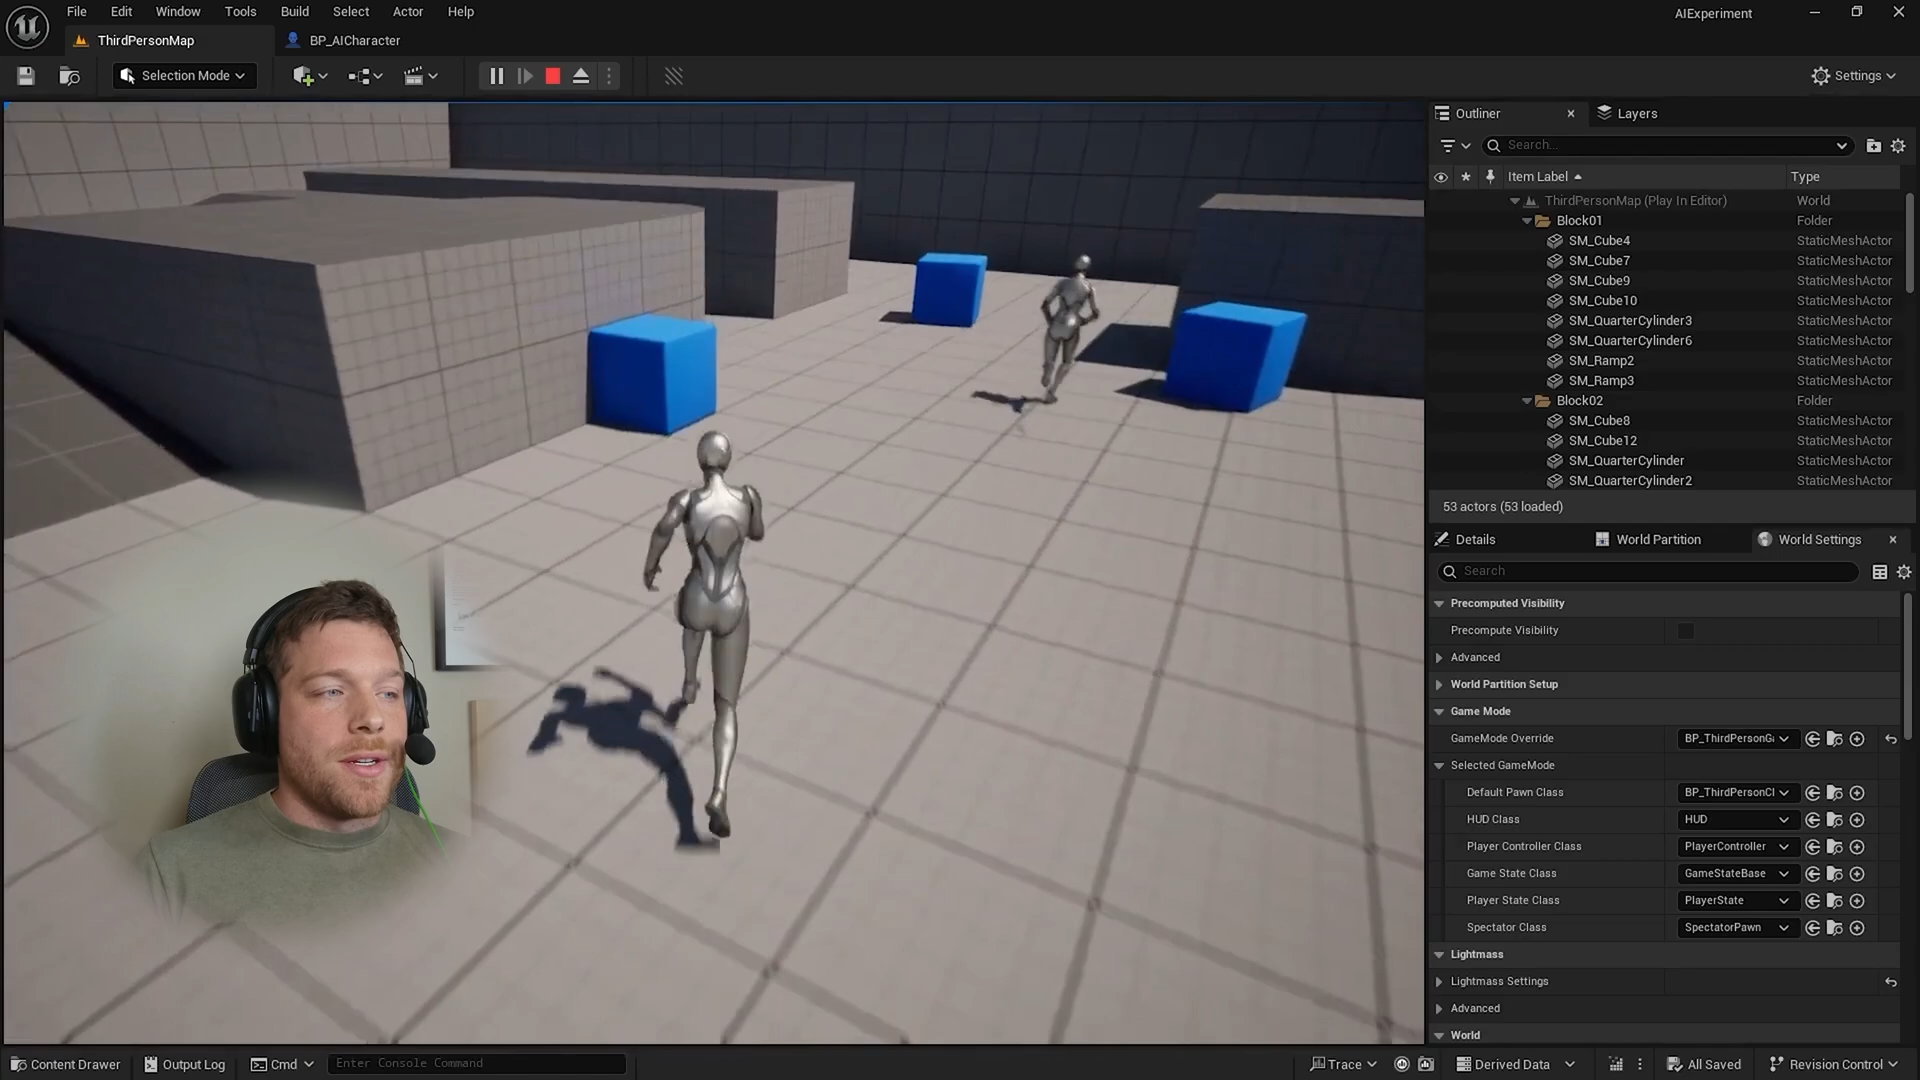 File Edit Window Tools Build Select Actor Help
AIExperiment
ThirdPersonMap
BP_AICharacter
Selection Mode
Settings
Outliner
Layers
Search...
Item Label
Type
ThirdPersonMap (Play In Editor) World
Block01 Folder
SM_Cube4 StaticMeshActor
SM_Cube7 StaticMeshActor
SM_Cube9 StaticMeshActor
SM_Cube10 StaticMeshActor
SM_QuarterCylinder3 StaticMeshActor
SM_QuarterCylinder6 StaticMeshActor
SM_Ramp2 StaticMeshActor
SM_Ramp3 StaticMeshActor
Block02 Folder
SM_Cube8 StaticMeshActor
SM_Cube12 StaticMeshActor
SM_QuarterCylinder StaticMeshActor
SM_QuarterCylinder2 StaticMeshActor
53 actors (53 loaded)
Details
World Partition
World Settings
Search
Precomputed Visibility
Precompute Visibility
Advanced
World Partition Setup
Game Mode
GameMode Override BP_ThirdPersonGa
Selected GameMode
Default Pawn Class BP_ThirdPersonCl
HUD Class HUD
Player Controller Class PlayerController
Game State Class GameStateBase
Player State Class PlayerState
Spectator Class SpectatorPawn
Lightmass
Lightmass Settings
Advanced
World
Content Drawer
Output Log
Cmd
Enter Console Command
Trace
Derived Data
All Saved
Revision Control